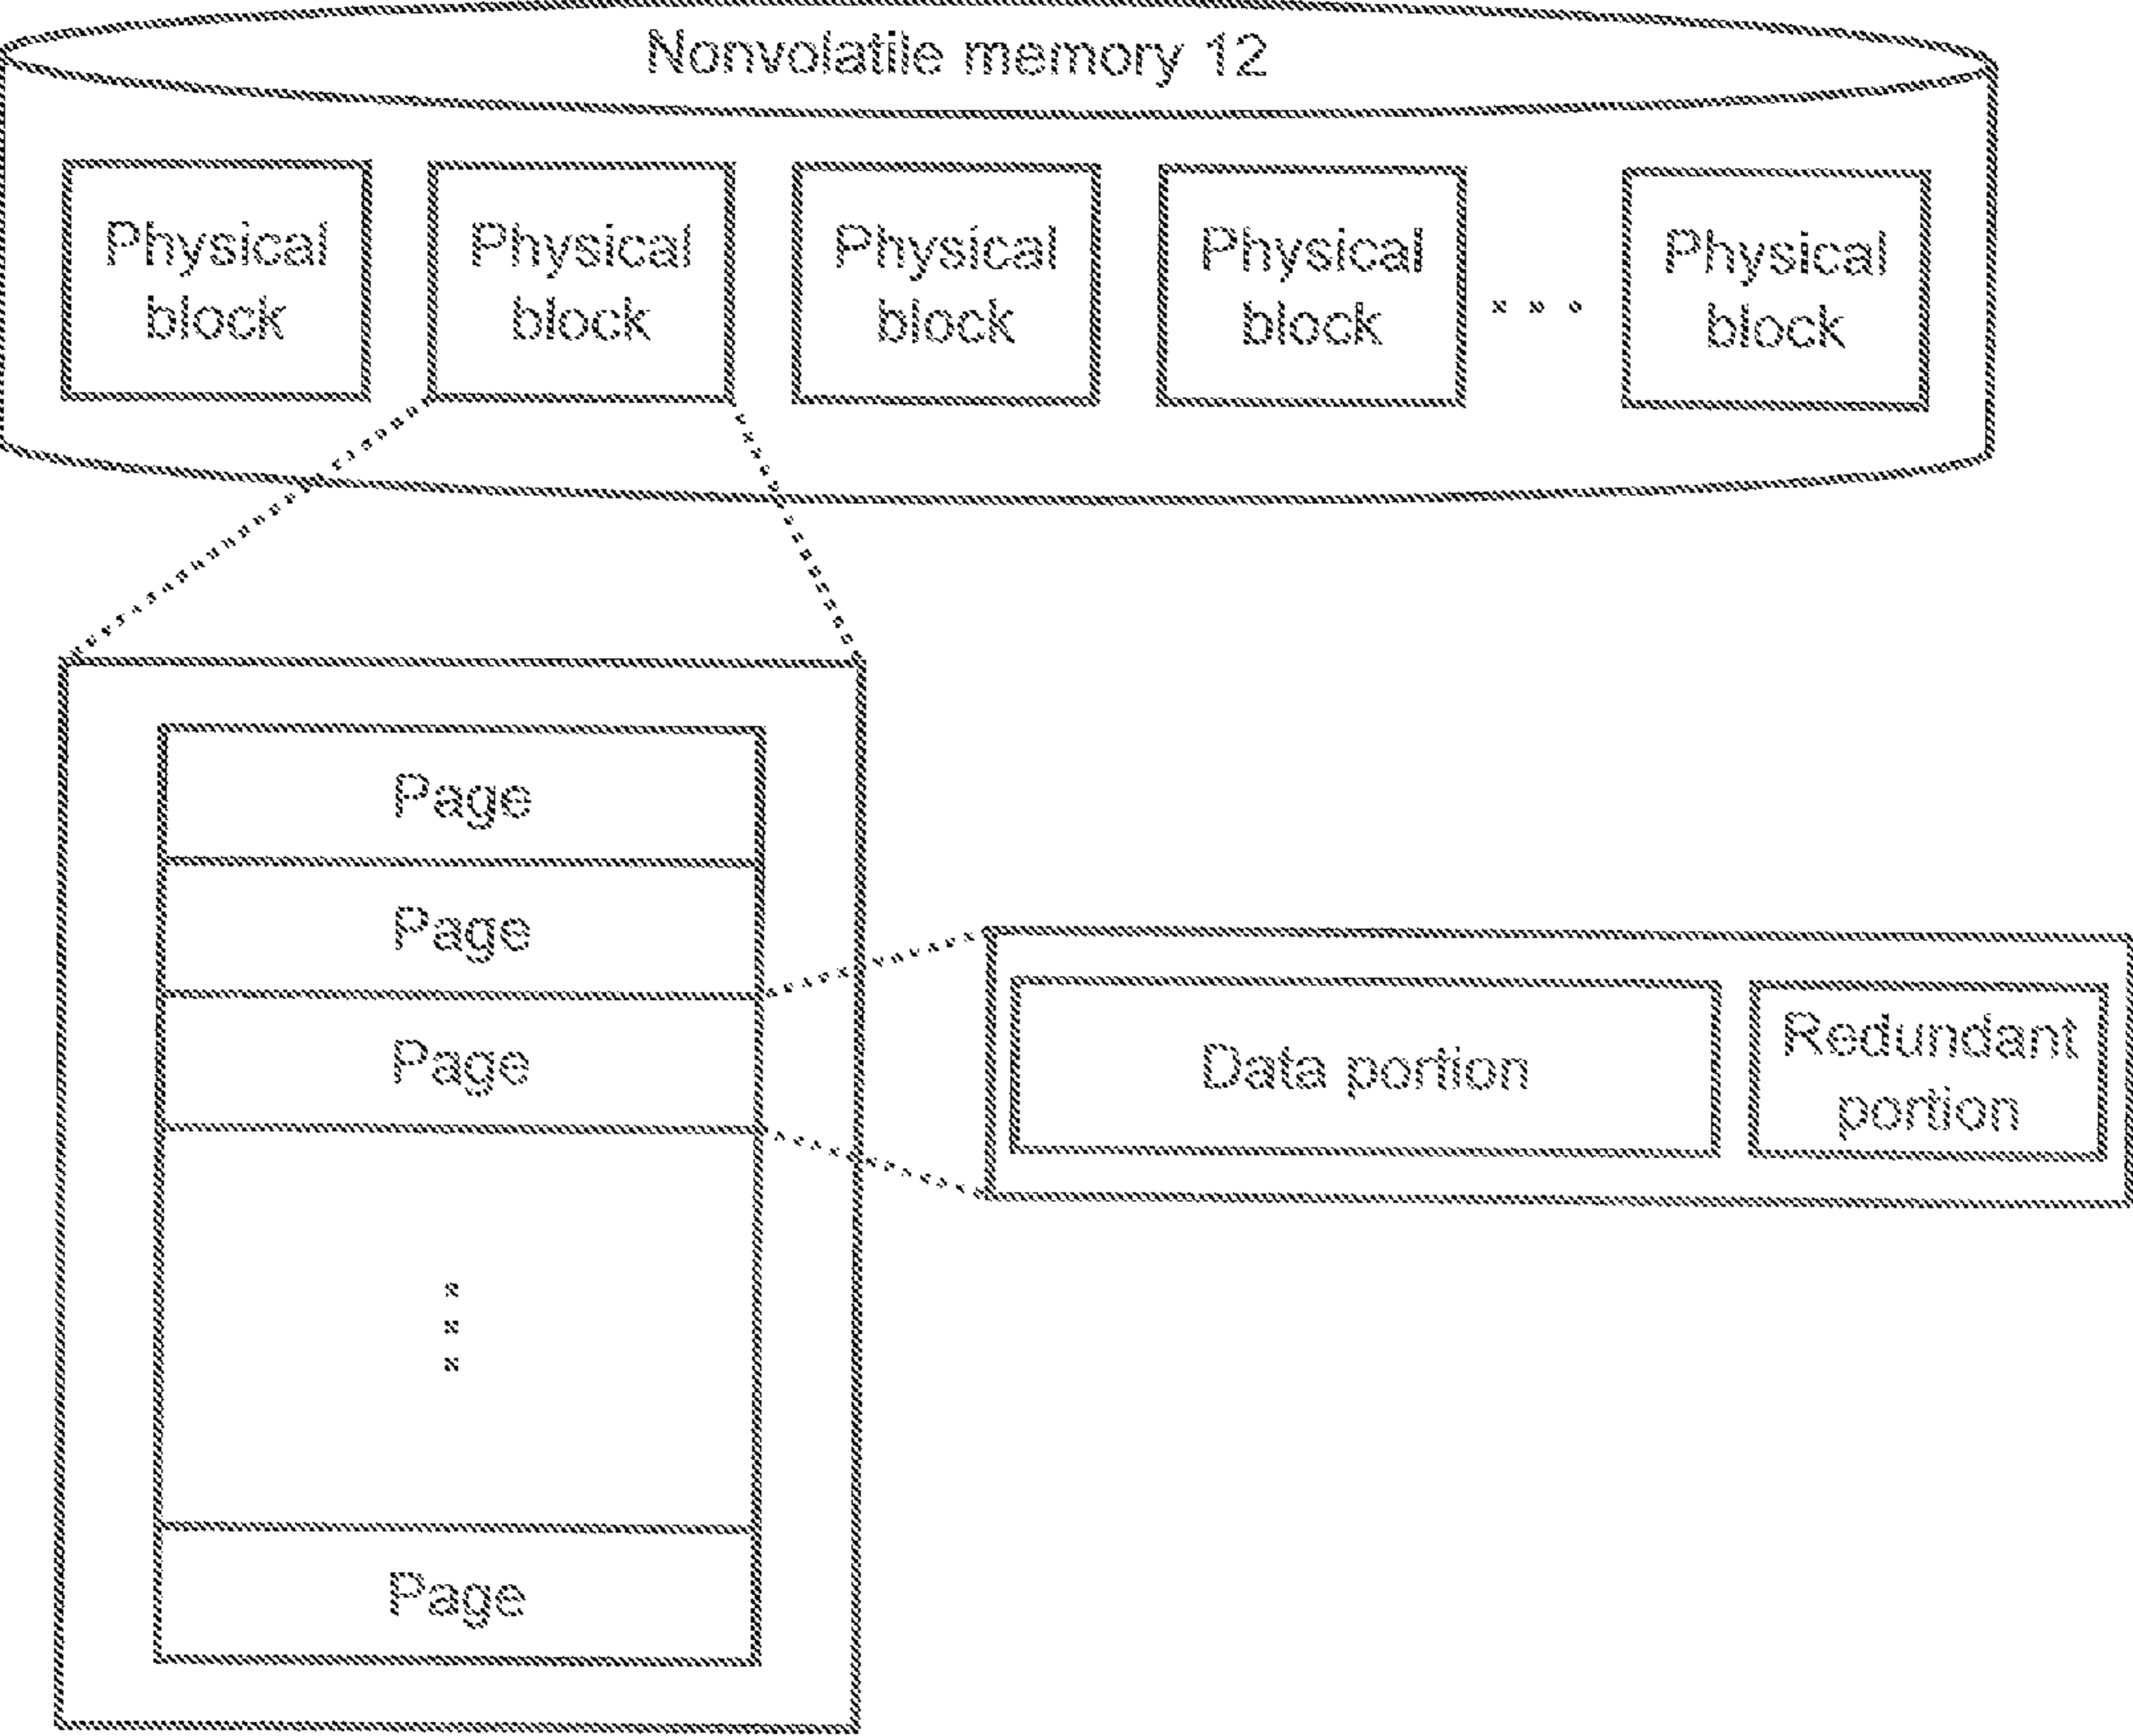 Nonvolatile memory 12
Physical
block
Physical
block
Physical
block
Physical
block
...
Physical
block
Page
Page
Page
Data portion
Redundant
portion
Page